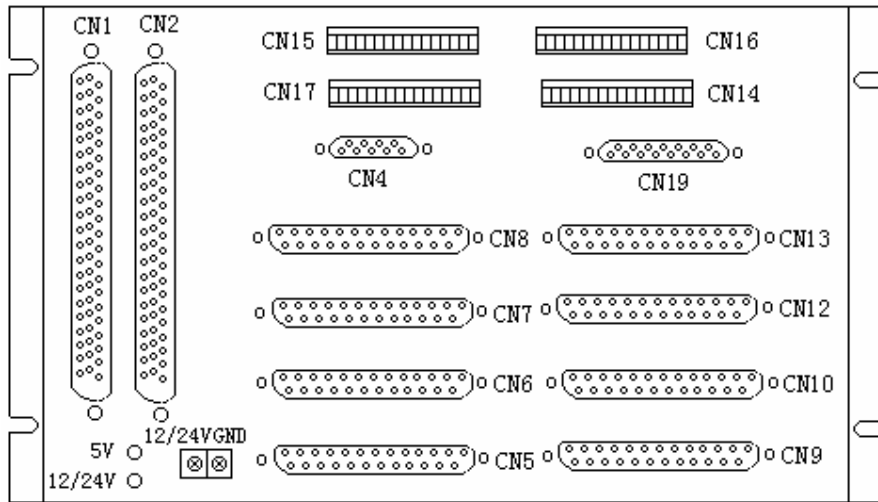 CN1 CN2
CN15 CN16
CN17 CN14
CN4 CN19
CN8 CN13
CN7 CN12
CN6 CN10
12/24VGND
5V
CN5 CN9
12/24V